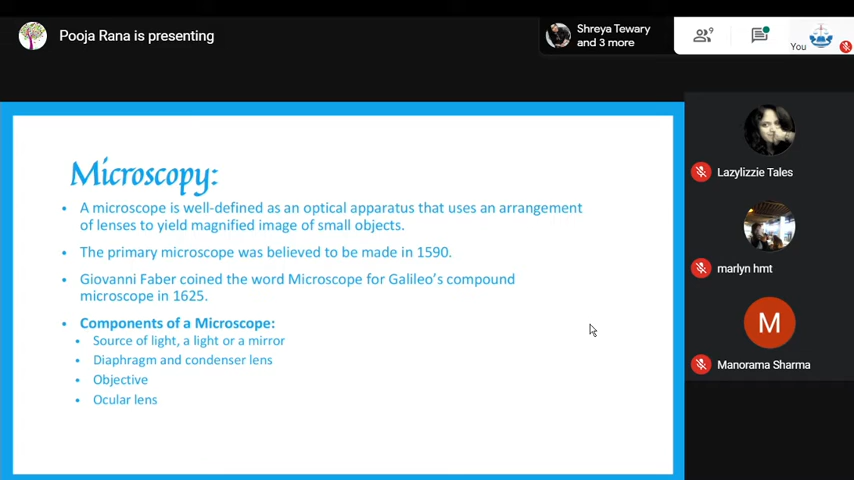 Pooja Rana is presenting
Shreya Tewary
and 3 more
9
You
Microscopy:
• A microscope is well-defined as an optical apparatus that uses an arrangement
of lenses to yield magnified image of small objects.
• The primary microscope was believed to be made in 1590.
• Giovanni Faber coined the word Microscope for Galileo's compound
microscope in 1625.
• Components of a Microscope:
• Source of light, a light or a mirror
• Diaphragm and condenser lens
• Objective
• Ocular lens
Lazylizzie Tales
marlyn hmt
M
Manorama Sharma